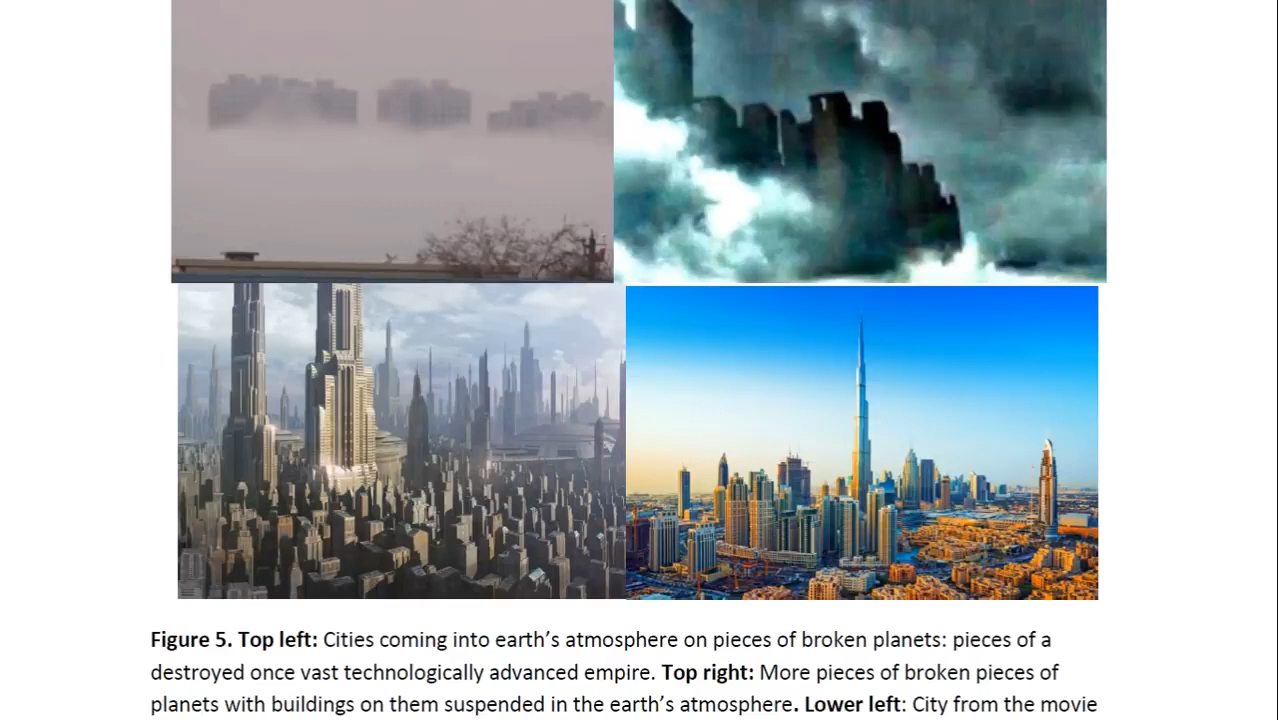 Figure 5. Top left: Cities coming into earth’s atmosphere on pieces of broken planets: pieces of a
destroyed once vast technologically advanced empire. Top right: More pieces of broken pieces of
planets with buildings on them suspended in the earth’s atmosphere. Lower left: City from the movie